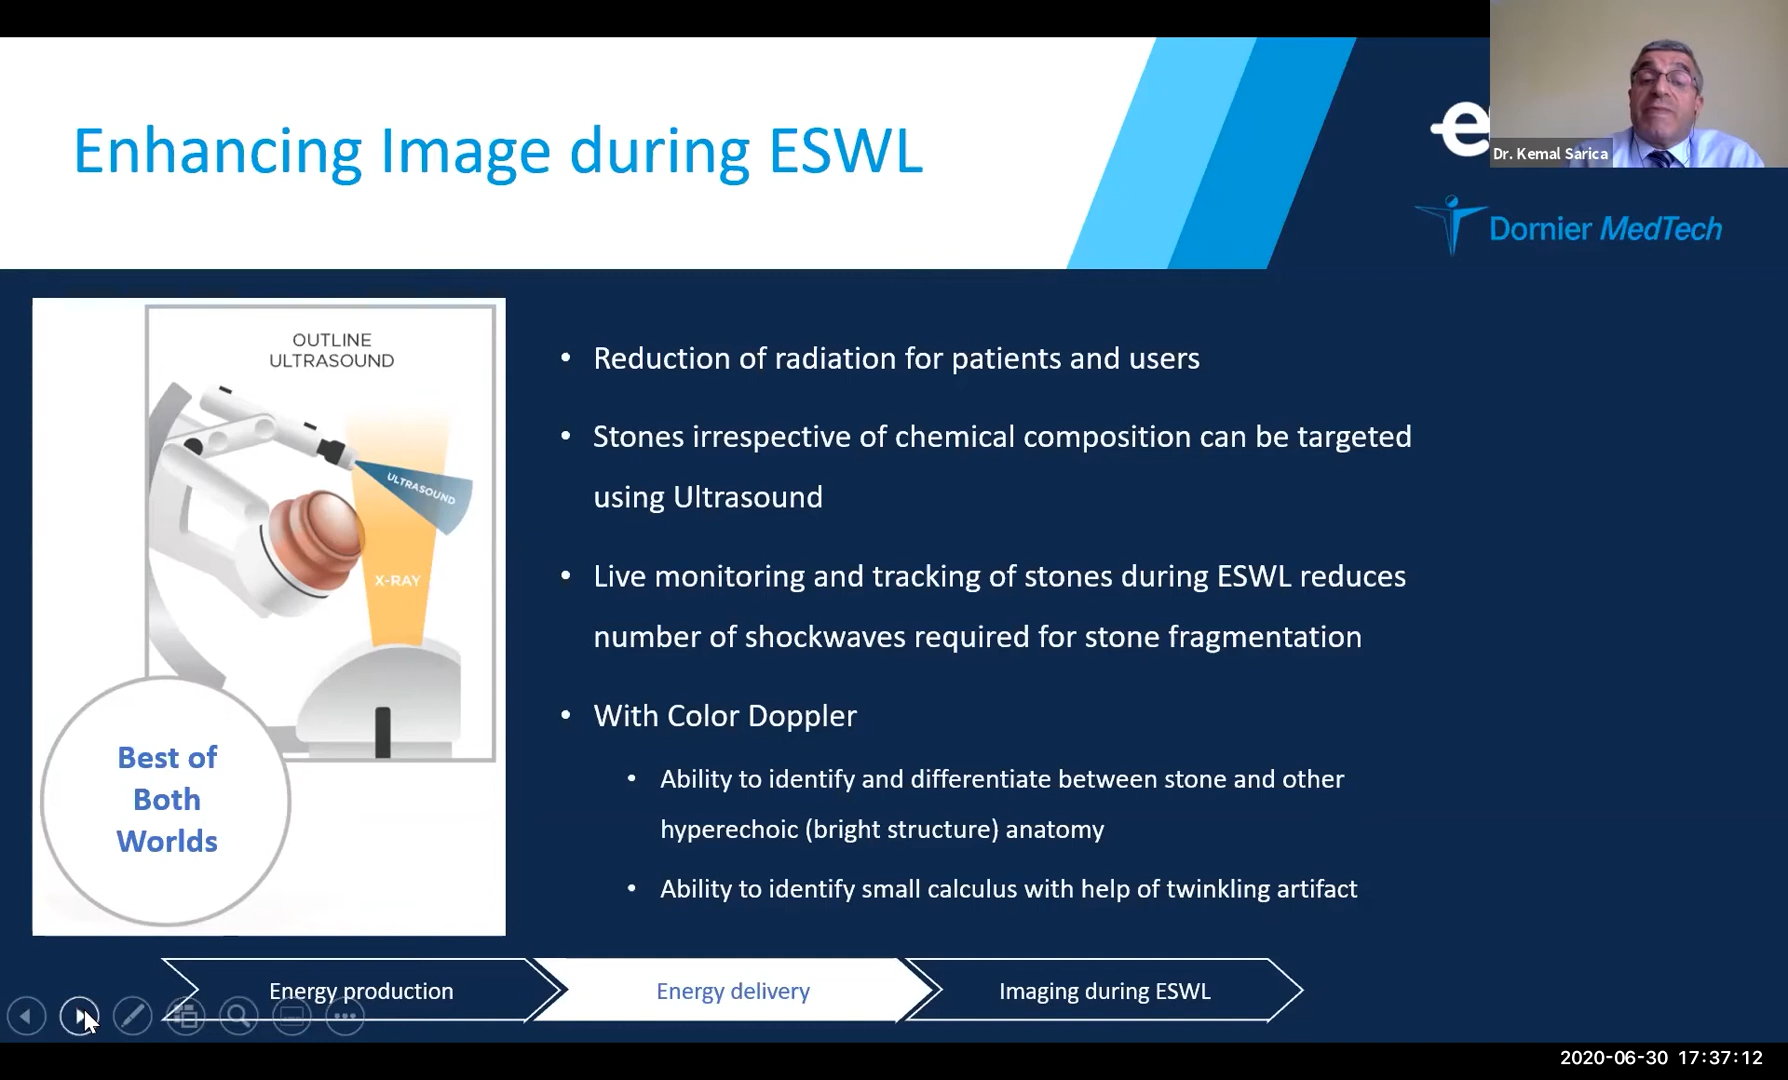 Enhancing Image during ESWL
e
Dr. Kemal Sarica
Dornier MedTech
OUTLINE
ULTRASOUND
ULTRASOUND
X-RAY
Best of
Both
Worlds
• Reduction of radiation for patients and users
• Stones irrespective of chemical composition can be targeted
using Ultrasound
• Live monitoring and tracking of stones during ESWL reduces
number of shockwaves required for stone fragmentation
• With Color Doppler
• Ability to identify and differentiate between stone and other
hyperechoic (bright structure) anatomy
• Ability to identify small calculus with help of twinkling artifact
Energy production
Energy delivery
Imaging during ESWL
2020-06-30 17:37:12